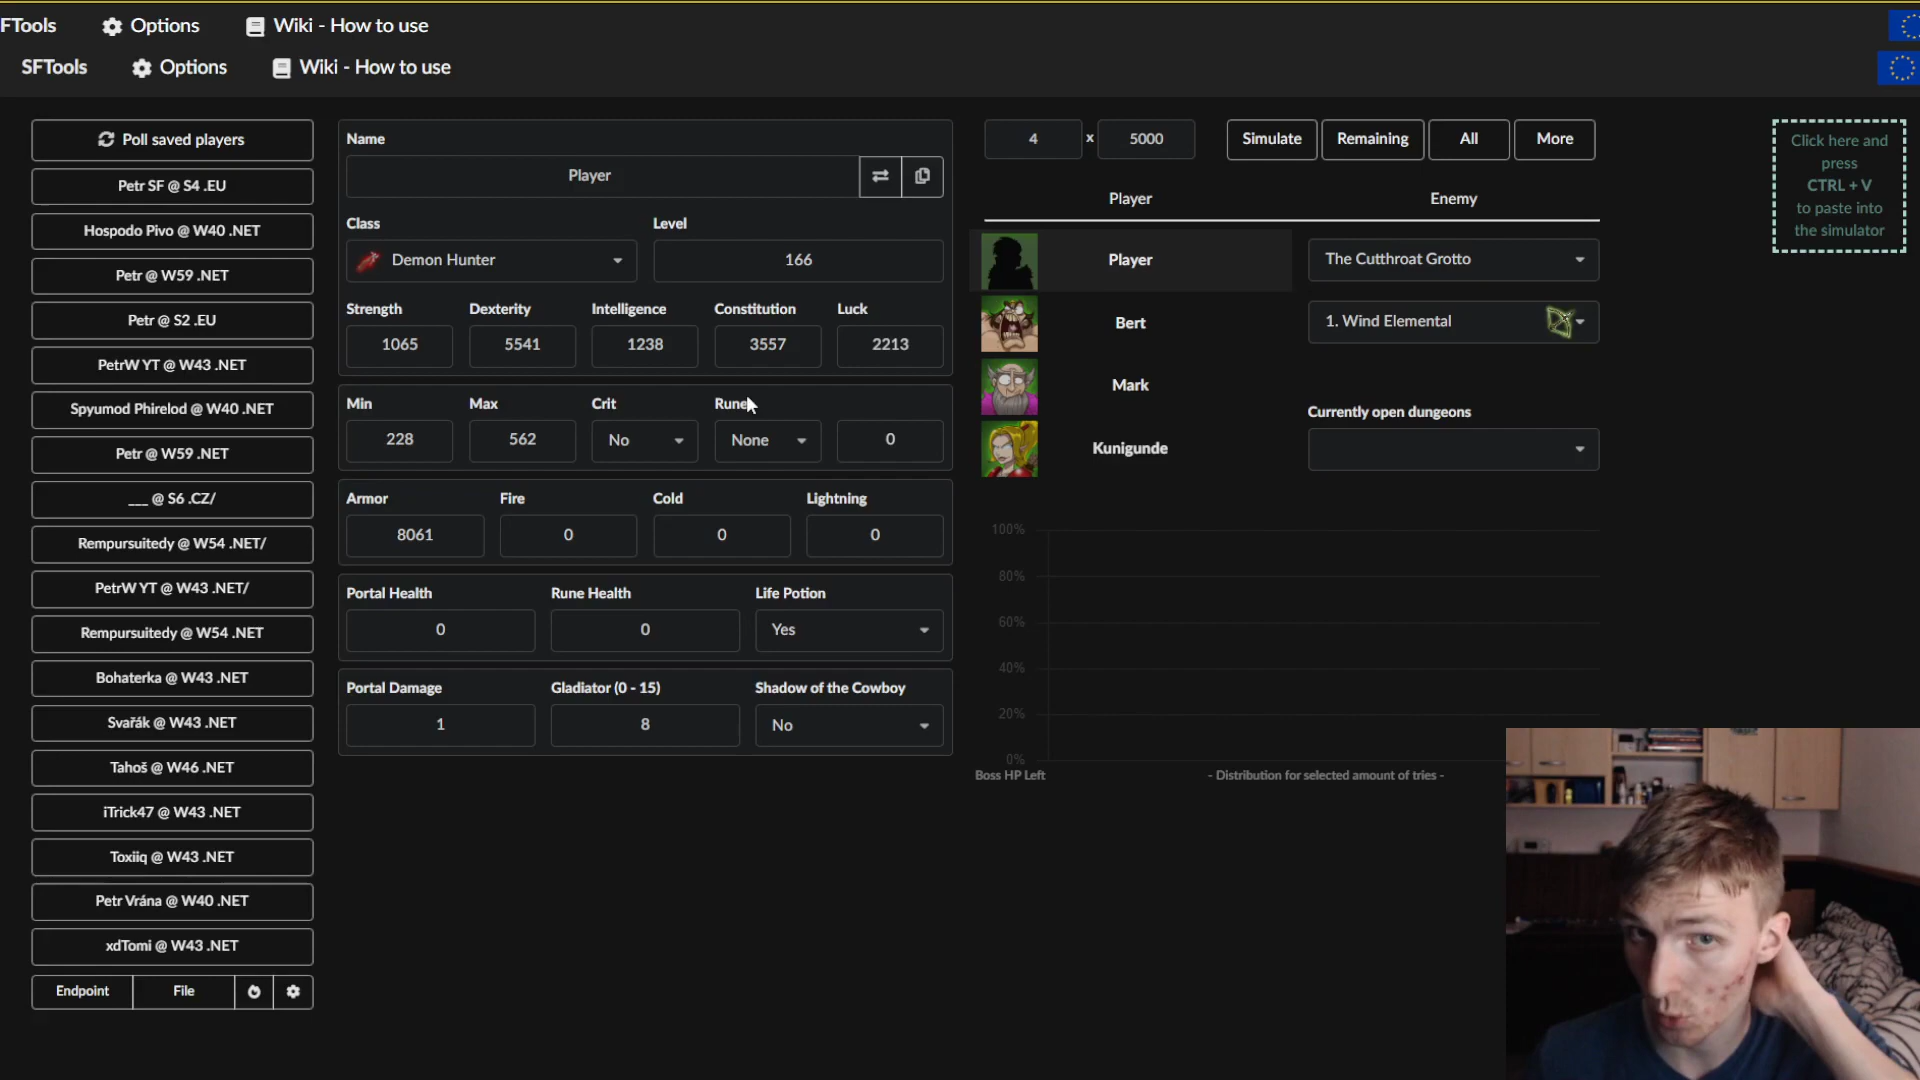 FTools
Options
Wiki - How to use
SFTools
Options
Wiki - How to use
Poll saved players
Petr SF @ S4 .EU
Hospodo Pivo @ W40 .NET
Petr @ W59 .NET
Petr @ S2 .EU
PetrW YT @ W43 .NET
Spyumod Phirelod @ W40 .NET
Petr @ W59 .NET
___ @ S6 .CZ/
Rempursuitedy @ W54 .NET/
PetrW YT @ W43 .NET/
Rempursuitedy @ W54 .NET
Bohaterka @ W43 .NET
Svařák @ W43 .NET
Tahoš @ W46 .NET
iTrick47 @ W43 .NET
Toxiiq @ W43 .NET
Petr Vrána @ W40 .NET
xdTomi @ W43 .NET
Endpoint
File
Name
Player
Class
Level
Demon Hunter
166
Strength
Dexterity
Intelligence
Constitution
Luck
1065
5541
1238
3557
2213
Min
Max
Crit
Rune
228
562
No
None
0
Armor
Fire
Cold
Lightning
8061
0
0
0
Portal Health
Rune Health
Life Potion
0
0
Yes
Portal Damage
Gladiator (0 - 15)
Shadow of the Cowboy
1
8
No
4
x
5000
Simulate
Remaining
All
More
Player
Enemy
Player
The Cutthroat Grotto
Bert
1. Wind Elemental
Mark
Currently open dungeons
Kunigunde
100%
80%
60%
40%
20%
0%
Boss HP Left
- Distribution for selected amount of tries -
Click here and
press
CTRL + V
to paste into
the simulator